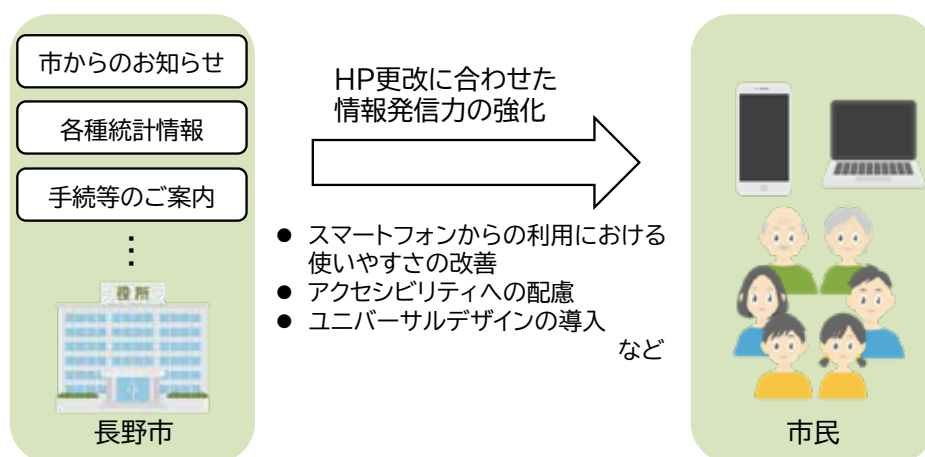 市からのお知らせ
各種統計情報
手続等のご案内
⋮
役所
長野市
HP更改に合わせた
情報発信力の強化
● スマートフォンからの利用における
使いやすさの改善
● アクセシビリティへの配慮
● ユニバーサルデザインの導入
など
市民